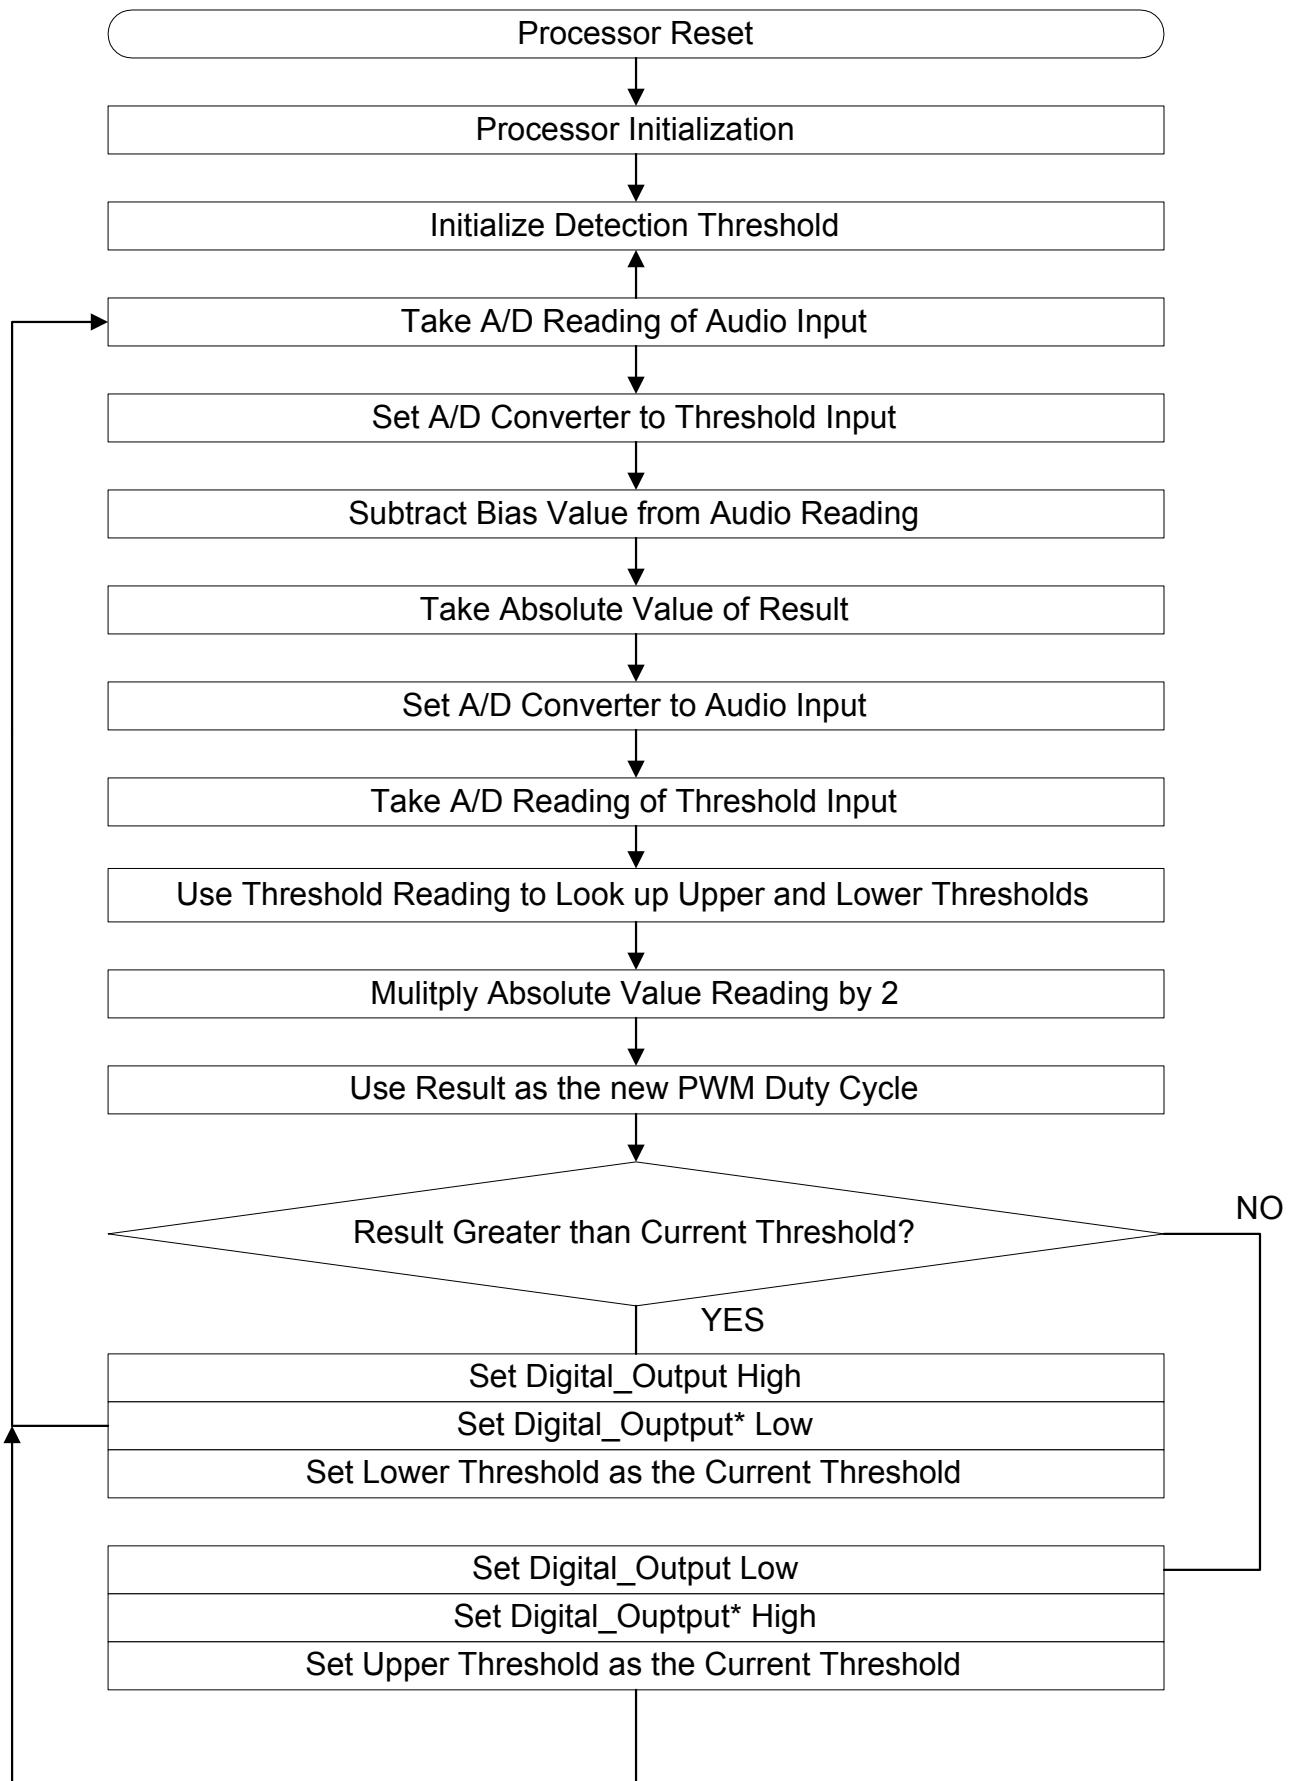 Processor Reset
Processor Initialization
Initialize Detection Threshold
Take A/D Reading of Audio Input
Set A/D Converter to Threshold Input
Subtract Bias Value from Audio Reading
Take Absolute Value of Result
Set A/D Converter to Audio Input
Take A/D Reading of Threshold Input
Use Threshold Reading to Look up Upper and Lower Thresholds
Mulitply Absolute Value Reading by 2
Use Result as the new PWM Duty Cycle
NO
Result Greater than Current Threshold?
YES
Set Digital_Output High
Set Digital_Ouptput* Low
Set Lower Threshold as the Current Threshold
Set Digital_Output Low
Set Digital_Ouptput* High
Set Upper Threshold as the Current Threshold